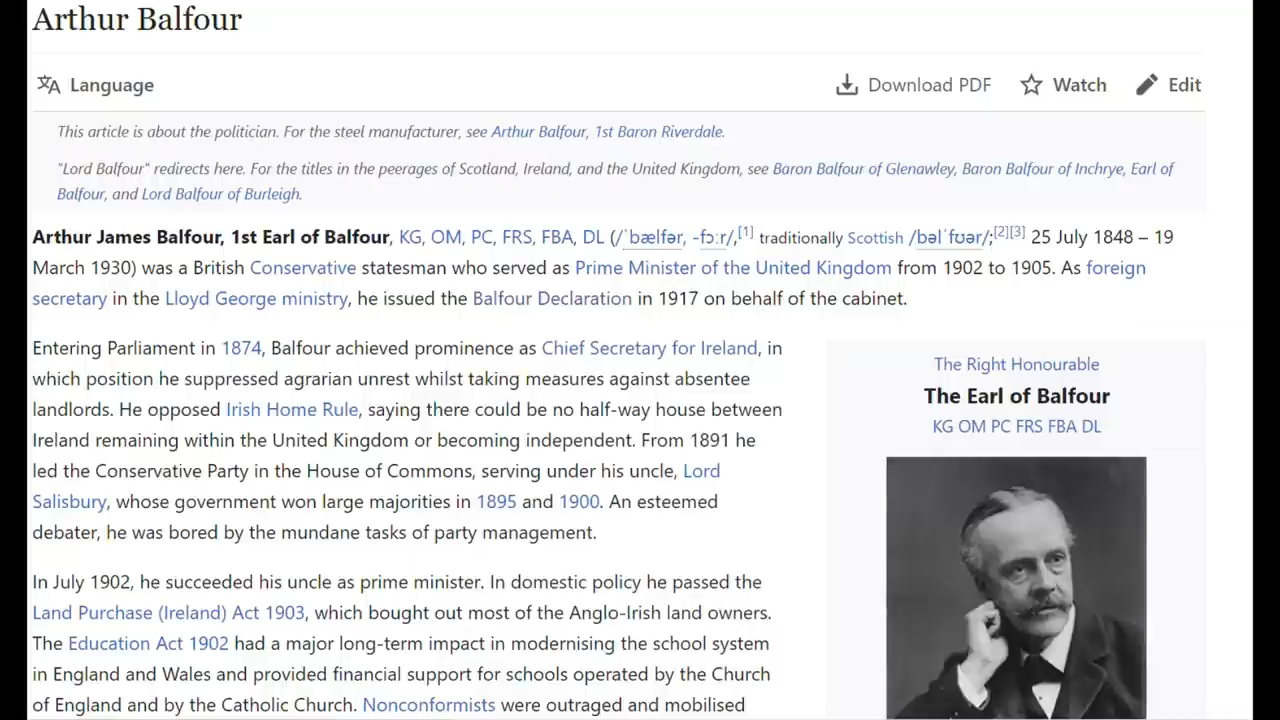 Arthur Balfour
Language
Download PDF
Watch
Edit
This article is about the politician. For the steel manufacturer, see Arthur Balfour, 1st Baron Riverdale.
"Lord Balfour" redirects here. For the titles in the peerages of Scotland, Ireland, and the United Kingdom, see Baron Balfour of Glenawley, Baron Balfour of Inchrye, Earl of
Balfour, and Lord Balfour of Burleigh.
Arthur James Balfour, 1st Earl of Balfour, KG, OM, PC, FRS, FBA, DL (/ˈbælfər, -fɔːr/,[1] traditionally Scottish /bəlˈfʊər/;[2][3] 25 July 1848 – 19
March 1930) was a British Conservative statesman who served as Prime Minister of the United Kingdom from 1902 to 1905. As foreign
secretary in the Lloyd George ministry, he issued the Balfour Declaration in 1917 on behalf of the cabinet.
Entering Parliament in 1874, Balfour achieved prominence as Chief Secretary for Ireland, in
which position he suppressed agrarian unrest whilst taking measures against absentee
landlords. He opposed Irish Home Rule, saying there could be no half-way house between
Ireland remaining within the United Kingdom or becoming independent. From 1891 he
led the Conservative Party in the House of Commons, serving under his uncle, Lord
Salisbury, whose government won large majorities in 1895 and 1900. An esteemed
debater, he was bored by the mundane tasks of party management.
In July 1902, he succeeded his uncle as prime minister. In domestic policy he passed the
Land Purchase (Ireland) Act 1903, which bought out most of the Anglo-Irish land owners.
The Education Act 1902 had a major long-term impact in modernising the school system
in England and Wales and provided financial support for schools operated by the Church
of England and by the Catholic Church. Nonconformists were outraged and mobilised
The Right Honourable
The Earl of Balfour
KG OM PC FRS FBA DL